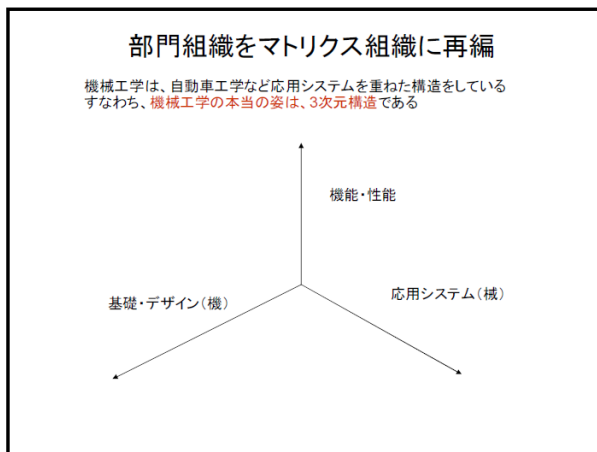 部門組織をマトリクス組織に再編
機械工学は、自動車工学など応用システムを重ねた構造をしている
すなわち、機械工学の本当の姿は、3次元構造である
機能・性能
基礎・デザイン(機)
応用システム(械)